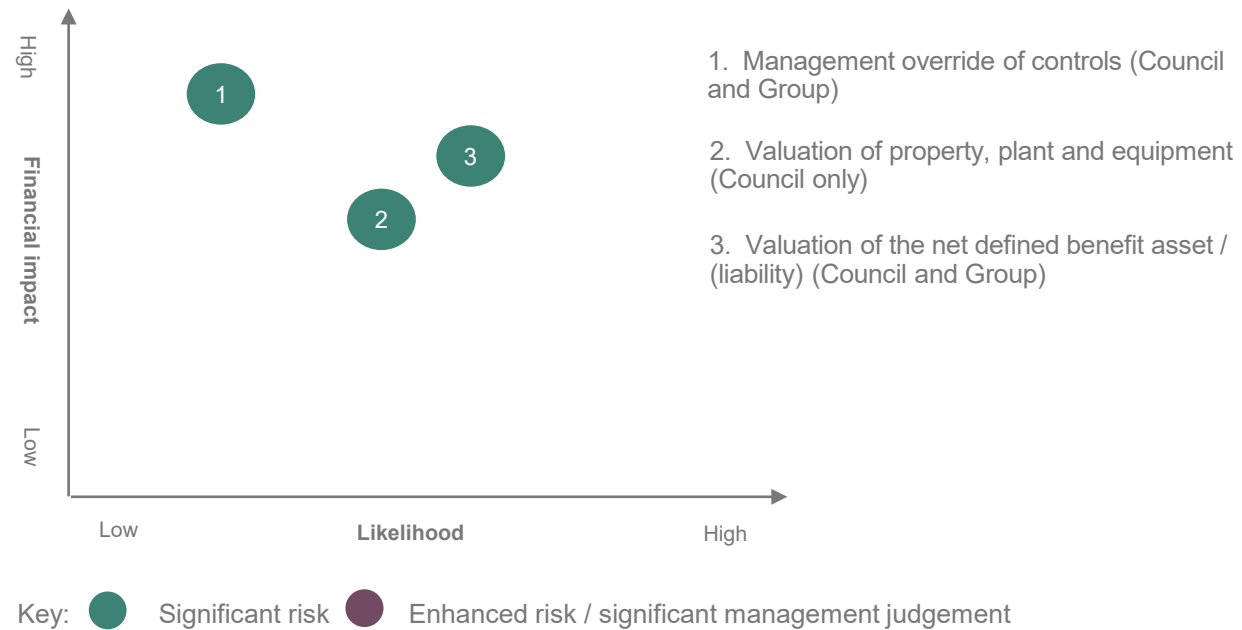 High
Financial impact
Low
1
3
2
Low
Likelihood
High
1. Management override of controls (Council
and Group)
2. Valuation of property, plant and equipment
(Council only)
3. Valuation of the net defined benefit asset /
(liability) (Council and Group)
Key: Significant risk Enhanced risk / significant management judgement